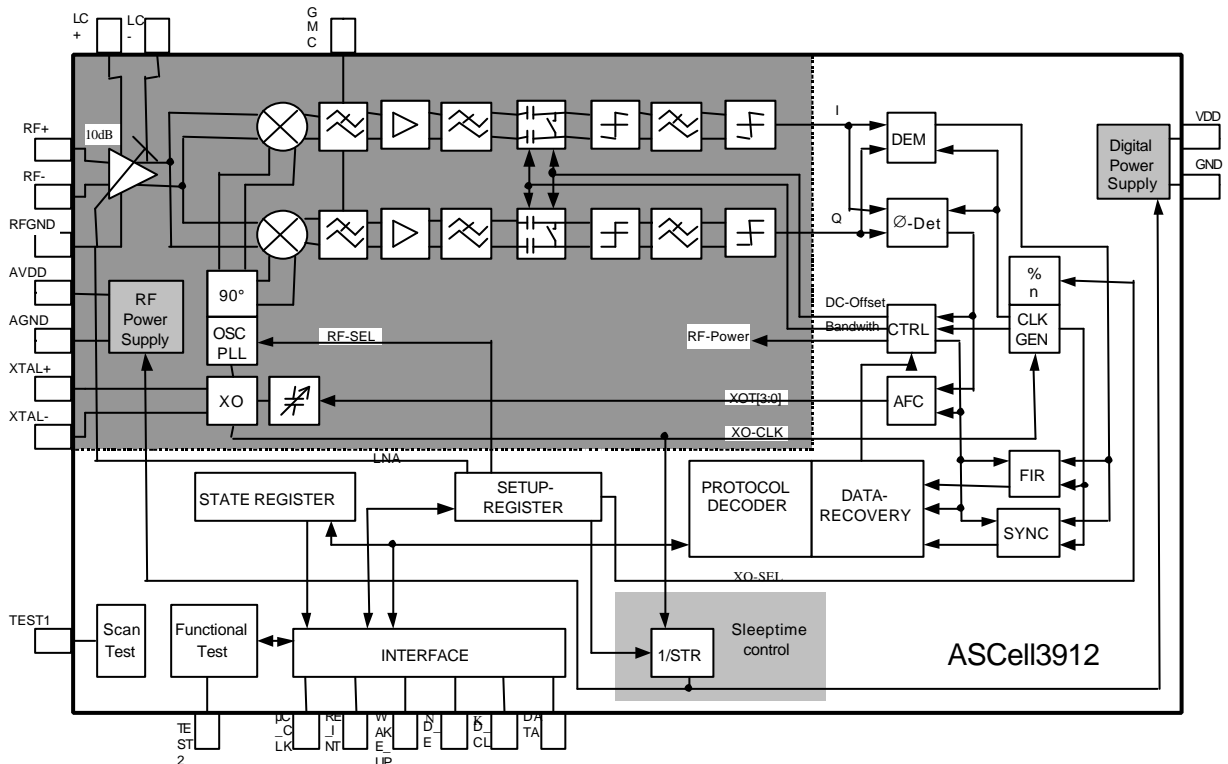 LC
+
LC
-
G
M
C
RF+
10dB
I
DEM
VDD
Digital
Power
Supply
RF-
GND
RFGND
Q
Ø-Det
AVDD
RF
Power
Supply
90°
%
n
AGND
OSC
PLL
RF-SEL
DC-Offset
Bandwith
RF-Power
CTRL
CLK
GEN
XTAL+
XO
XOT[3:0]
AFC
XTAL-
XO-CLK
LNA
STATE REGISTER
SETUP-
REGISTER
PROTOCOL
DECODER
DATA-
RECOVERY
FIR
SYNC
XO-SEL
TEST1
Scan
Test
Functional
Test
INTERFACE
1/STR
Sleeptime
control
ASCell3912
TE
ST
2
µC
_C
LK
RE
_I
NT
W
AK
E_
UP
N
D_
E
K
D_
CL
DA
TA